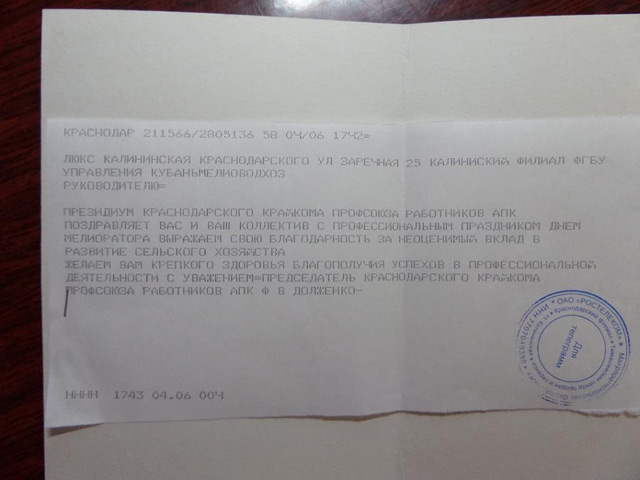 КРАСНОДАР 211566/2805136 58 04/06 1742=
ЛЮКС КАЛИНИНСКАЯ КРАСНОДАРСКОГО УЛ ЗАРЕЧНАЯ 25 КАЛИНИСКИЙ ФИЛИАЛ ФГБУ
УПРАВЛЕНИЯ КУБАНЬМЕЛИОВОДХОЗ
РУКОВОДИТЕЛЮ=
ПРЕЗИДИУМ КРАСНОДАРСКОГО КРАЙКОМА ПРОФСОЮЗА РАБОТНИКОВ АПК
ПОЗДРАВЛЯЕТ ВАС И ВАШ КОЛЛЕКТИВ С ПРОФЕССИОНАЛЬНЫМ ПРАЗДНИКОМ ДНЕМ
МЕЛИОРАТОРА ВЫРАЖАЕМ СВОЮ БЛАГОДАРНОСТЬ ЗА НЕОЦЕНИМЫЙ ВКЛАД В
РАЗВИТИЕ СЕЛЬСКОГО ХОЗЯЙСТВА
ЖЕЛАЕМ ВАМ КРЕПКОГО ЗДОРОВЬЯ БЛАГОПОЛУЧИЯ УСПЕХОВ В ПРОФЕССИОНАЛЬНОЙ
ДЕЯТЕЛЬНОСТИ С УВАЖЕНИЕМ=ПРЕДСЕДАТЕЛЬ КРАСНОДАРСКОГО КРАЙКОМА
ПРОФСОЮЗА РАБОТНИКОВ АПК Ф В ДОЛЖЕНКО-
НННН 1743 04.06 004
ОАО «РОСТЕЛЕКОМ» ИНН
Для
телеграмм